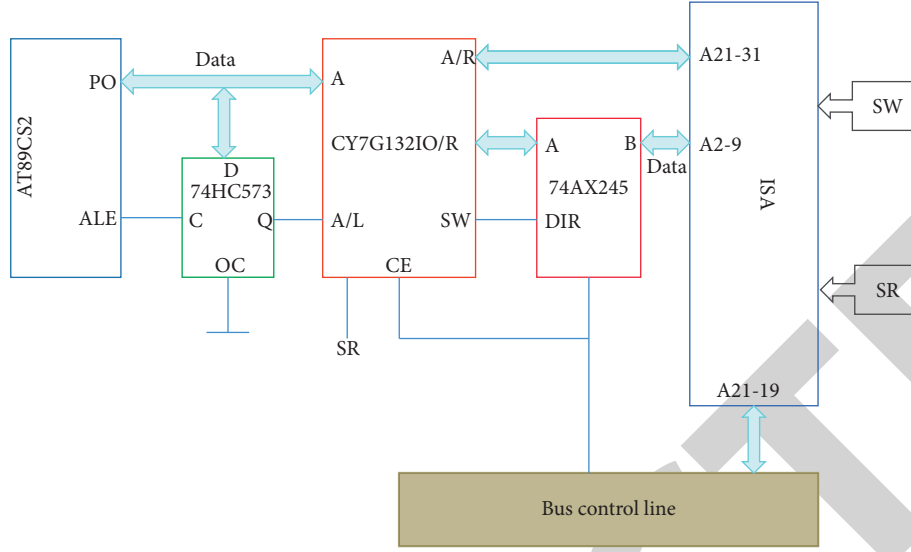 AT89CS2
PO
ALE
Data
D
74HC573
C
Q
OC
A
A/R
CY7G132IO/R
A/L
SW
CE
SR
A
B
74AX245
DIR
Data
A21-31
A2-9
ISA
A21-19
SW
SR
Bus control line